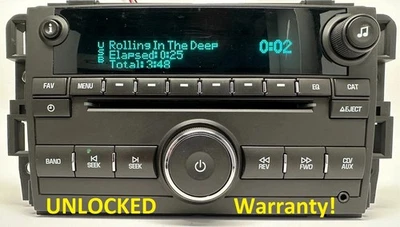 USB
Rolling In The Deep
Elapsed: 0:25
Total: 3:48
0:02
i
FAV
MENU
EQ
CAT
EJECT
BAND
SEEK
SEEK
REV
FWD
CD/AUX
UNLOCKED
Warranty!